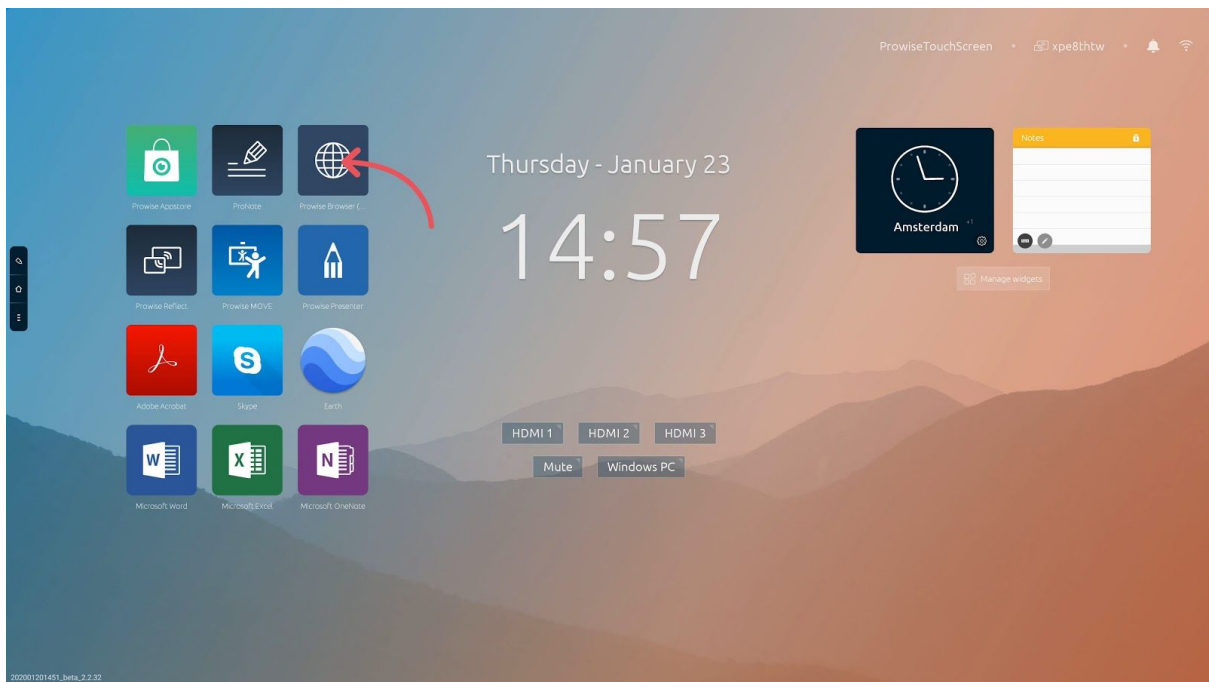 ProwiseTouchScreen • xpe8thtw •
Prowise Appstore
ProNote
Prowise Browser (...
Prowise Reflect
Prowise MOVE
Prowise Presenter
Adobe Acrobat
Skype
Earth
W
X
N
Microsoft Word
Microsoft Excel
Microsoft OneNote
Thursday - January 23
14:57
HDMI 1
HDMI 2
HDMI 3
Mute
Windows PC
Amsterdam +1
Notes
Manage widgets
202001201451_beta_2.2.32